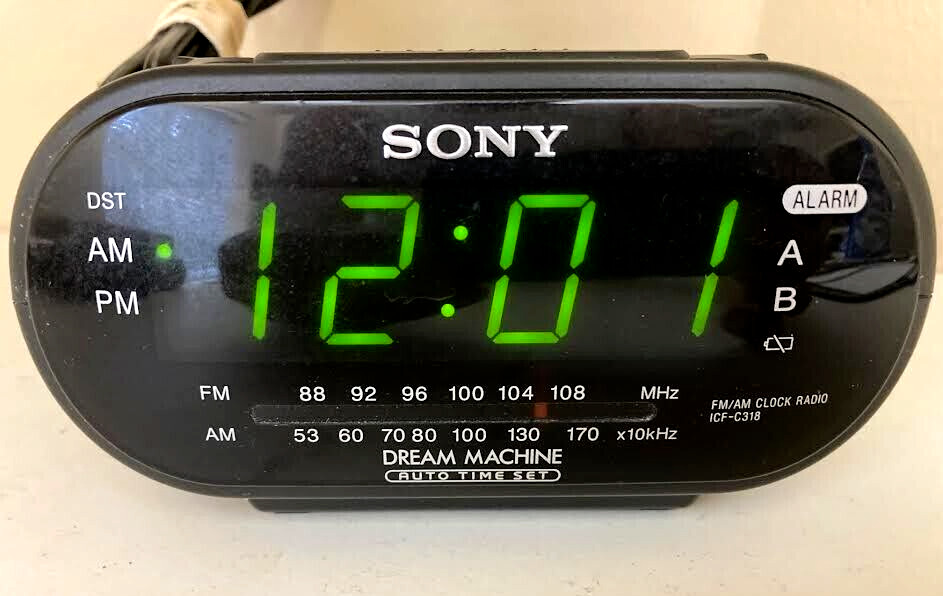 SONY
DST
ALARM
12:01
AM
A
PM
B
FM 88 92 96 100 104 108 MHz
FM/AM CLOCK RADIO
ICF-C318
AM 53 60 70 80 100 130 170 x10kHz
DREAM MACHINE
AUTO TIME SET